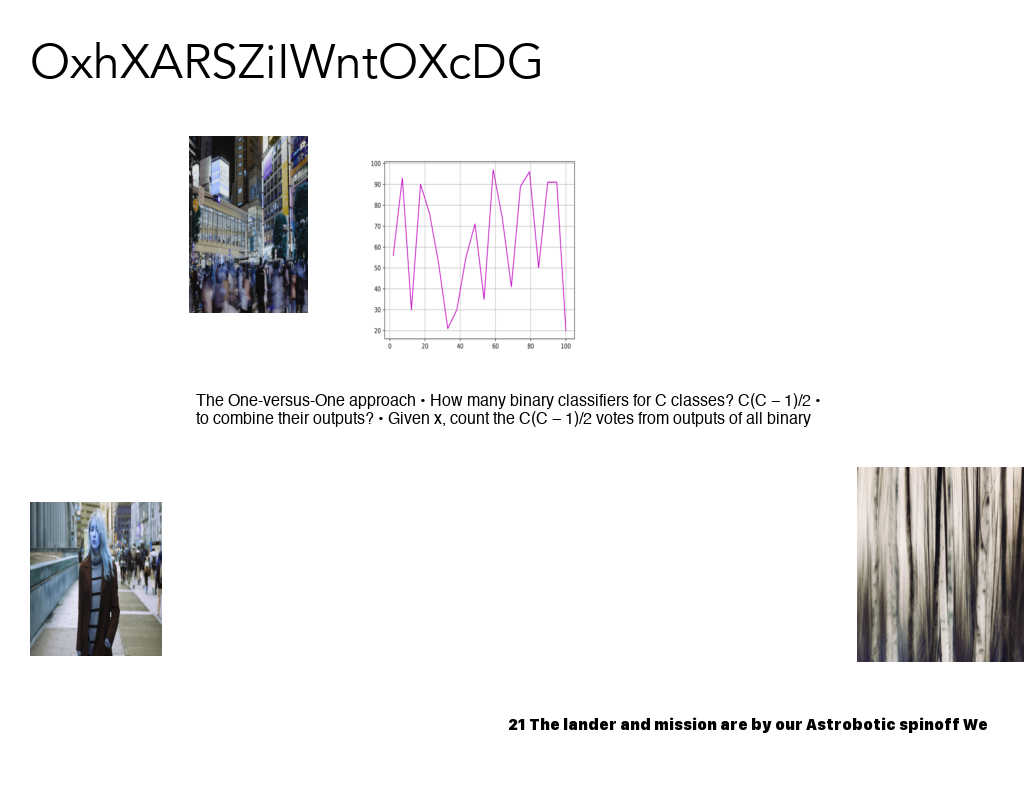 OxhXARSZiIWntOXcDG
100
90
80
70
60
50
40
30
20
0 20 40 60 80 100
The One-versus-One approach • How many binary classifiers for C classes? C(C – 1)/2 •
to combine their outputs? • Given x, count the C(C – 1)/2 votes from outputs of all binary
21 The lander and mission are by our Astrobotic spinoff We